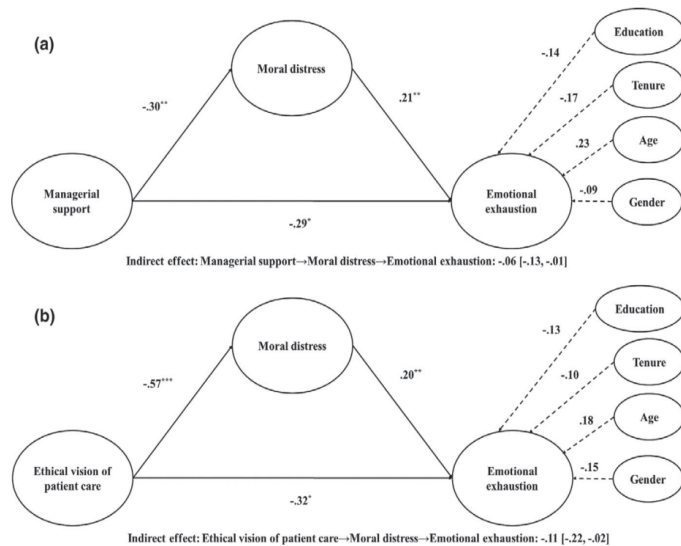 (a)
Moral distress
Education
-.14
Tenure
-.17
-.30**
.21**
.23
Age
Managerial
support
Emotional
exhaustion
-.09
Gender
-.29*
Indirect effect: Managerial support→Moral distress→Emotional exhaustion: -.06 [-.13, -.01]
(b)
Moral distress
Education
-.13
Tenure
-.10
-.57***
.20**
.18
Age
Ethical vision of
patient care
Emotional
exhaustion
-.15
Gender
-.32*
Indirect effect: Ethical vision of patient care→Moral distress→Emotional exhaustion: -.11 [-.22, -.02]